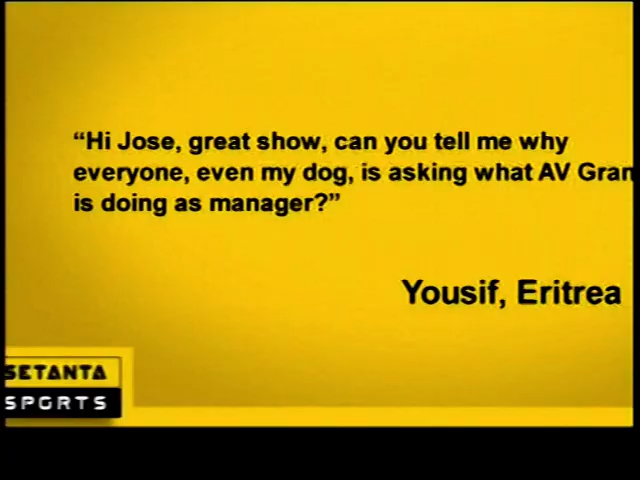 “Hi Jose, great show, can you tell me why
everyone, even my dog, is asking what AV Gran
is doing as manager?”
Yousif, Eritrea
SETANTA
SPORTS